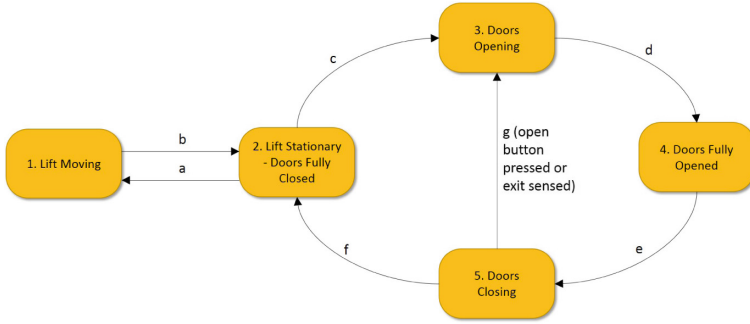 3. Doors
Opening
c
d
b
1. Lift Moving
a
2. Lift Stationary
- Doors Fully
Closed
g (open
button
pressed or
exit sensed)
4. Doors Fully
Opened
f
e
5. Doors
Closing